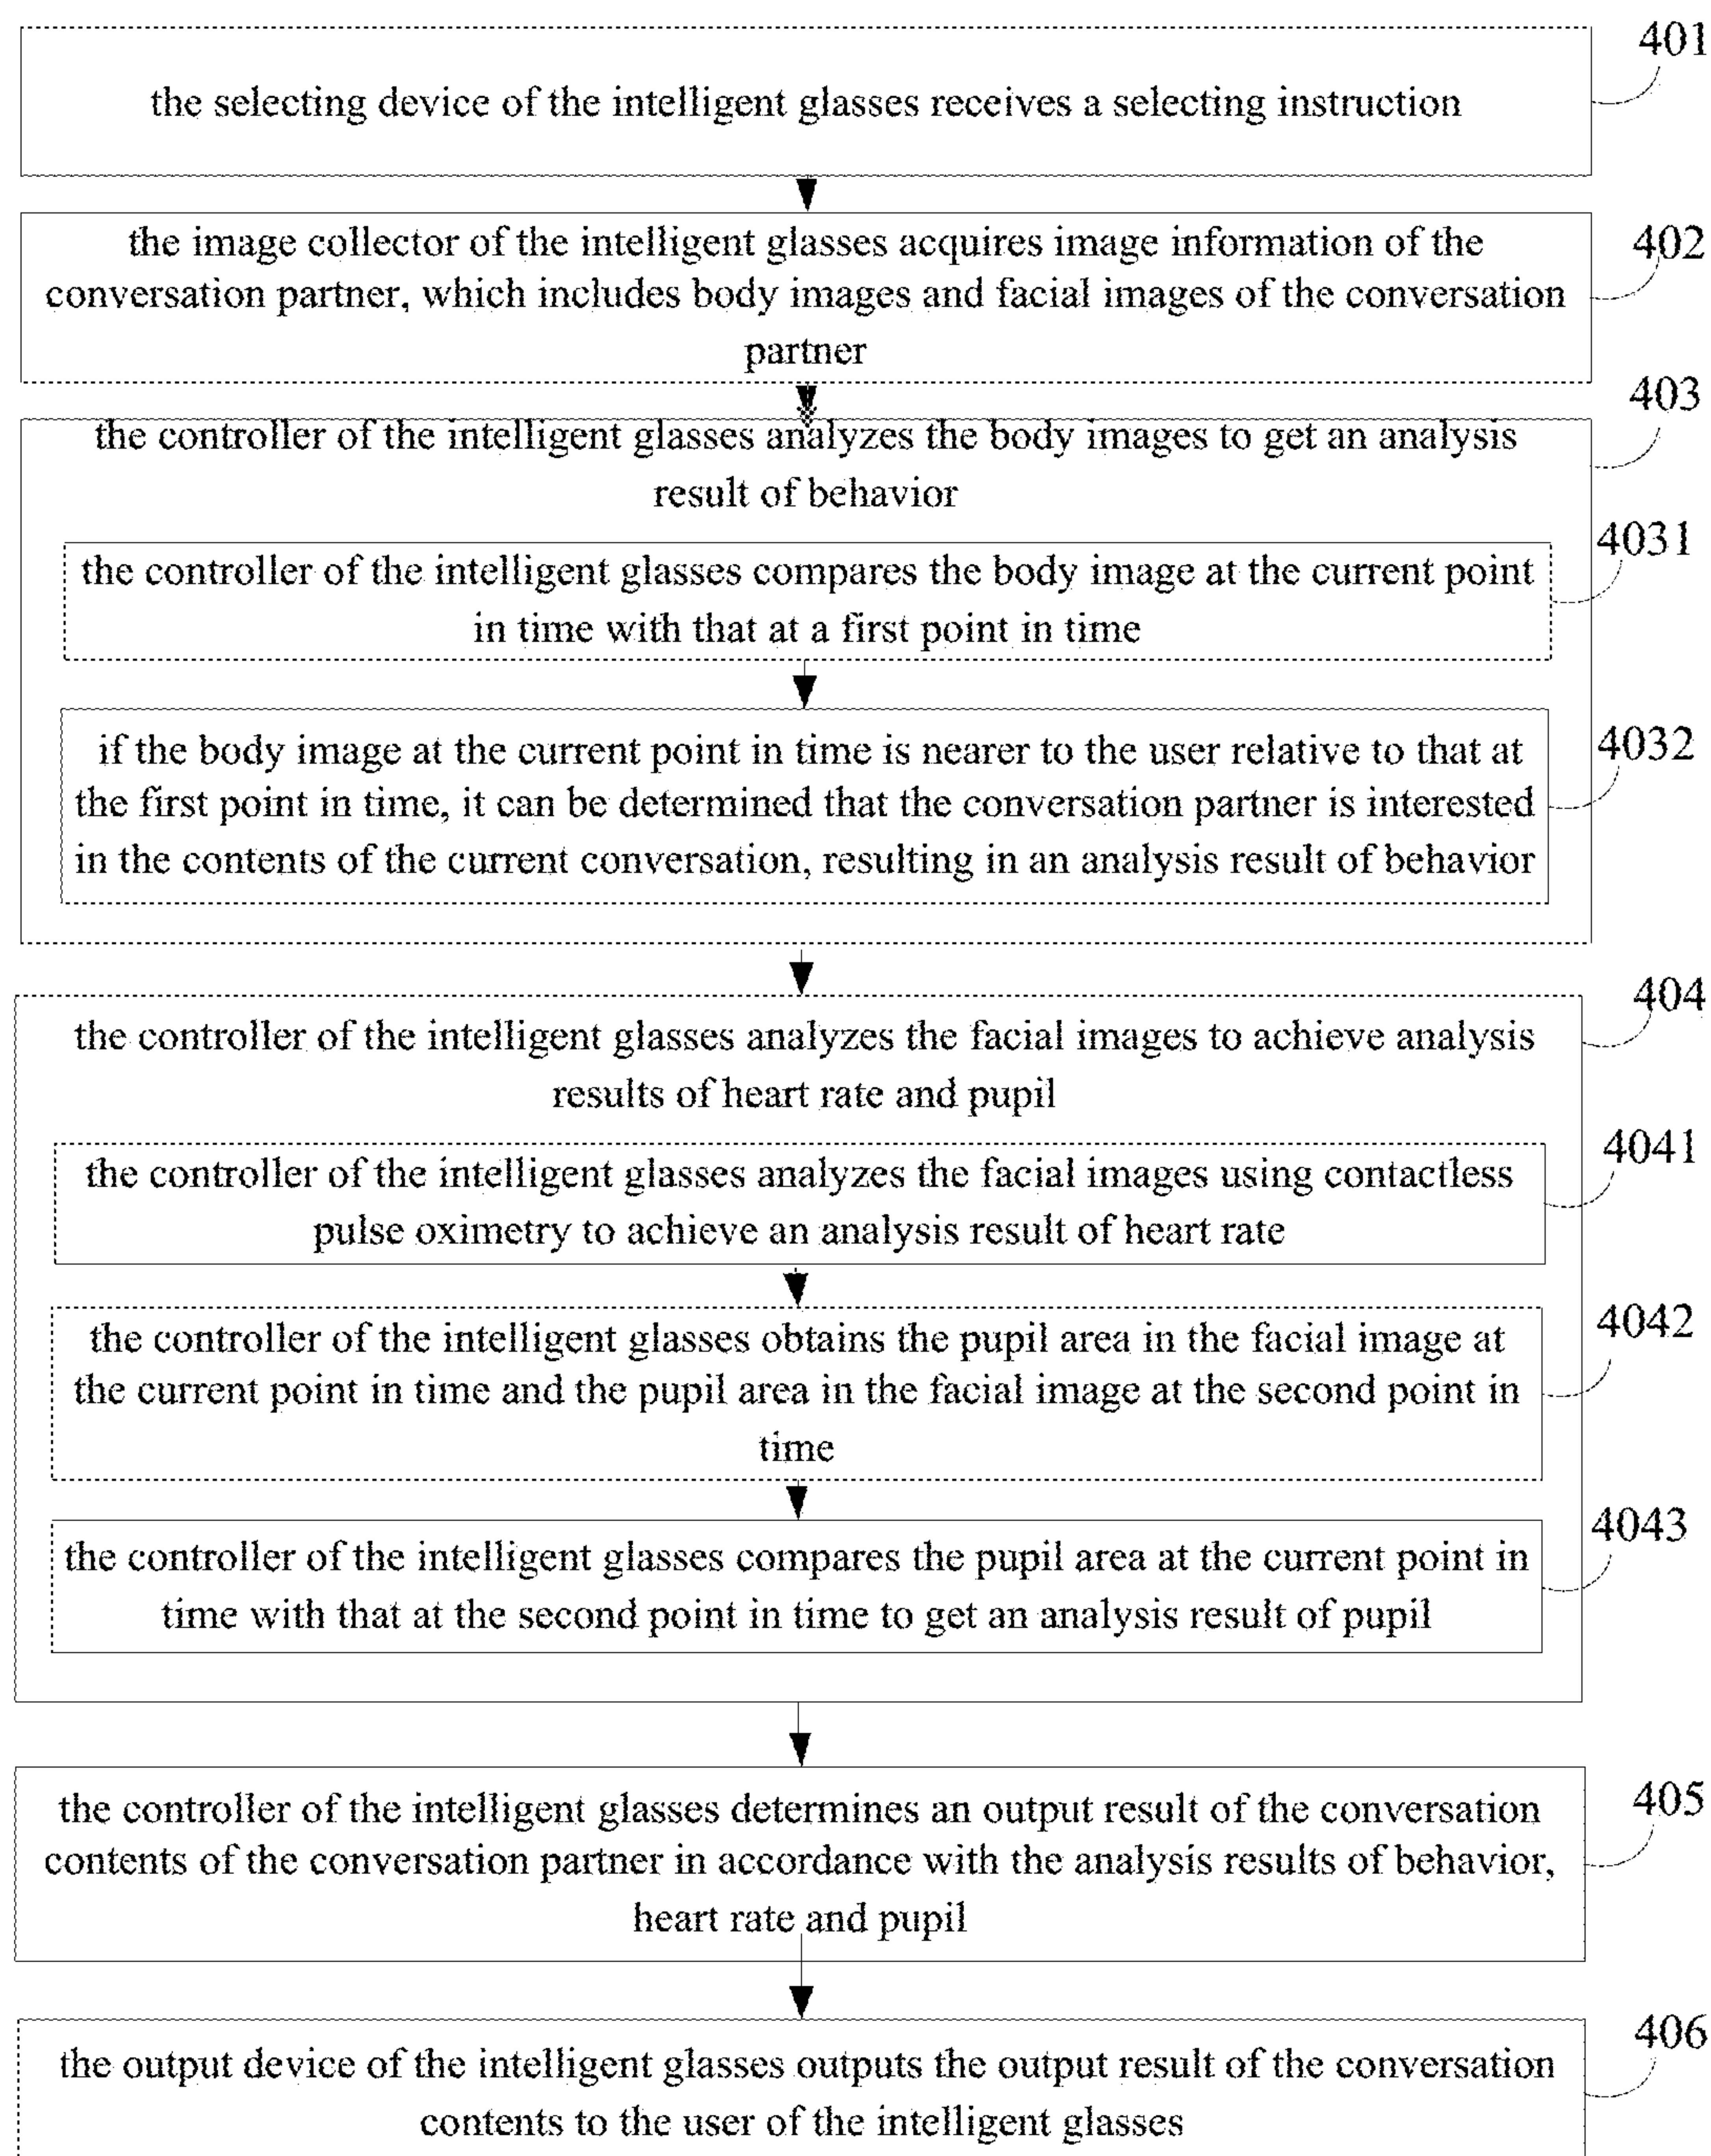 401
the selecting device of the intelligent glasses receives a selecting instruction
402
the image collector of the intelligent glasses acquires image information of the
conversation partner, which includes body images and facial images of the conversation
partner
403
the controller of the intelligent glasses analyzes the body images to get an analysis
result of behavior
4031
the controller of the intelligent glasses compares the body image at the current point
in time with that at a first point in time
4032
if the body image at the current point in time is nearer to the user relative to that at
the first point in time, it can be determined that the conversation partner is interested
in the contents of the current conversation, resulting in an analysis result of behavior
404
the controller of the intelligent glasses analyzes the facial images to achieve analysis
results of heart rate and pupil
4041
the controller of the intelligent glasses analyzes the facial images using contactless
pulse oximetry to achieve an analysis result of heart rate
4042
the controller of the intelligent glasses obtains the pupil area in the facial image at
the current point in time and the pupil area in the facial image at the second point in
time
4043
the controller of the intelligent glasses compares the pupil area at the current point in
time with that at the second point in time to get an analysis result of pupil
405
the controller of the intelligent glasses determines an output result of the conversation
contents of the conversation partner in accordance with the analysis results of behavior,
heart rate and pupil
406
the output device of the intelligent glasses outputs the output result of the conversation
contents to the user of the intelligent glasses